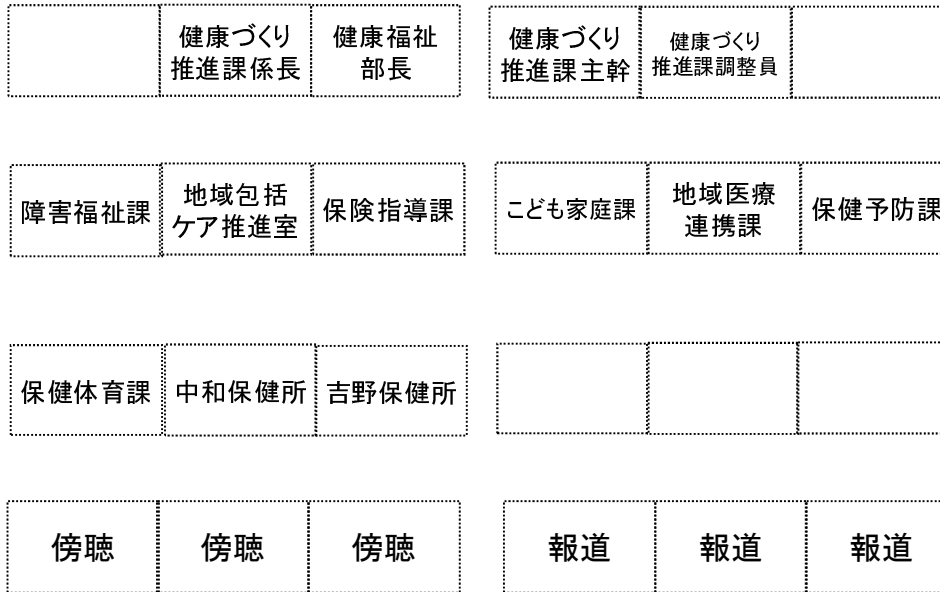 健康づくり
推進課係長
健康福祉
部長
健康づくり
推進課主幹
健康づくり
推進課調整員
障害福祉課
地域包括
ケア推進室
保険指導課
こども家庭課
地域医療
連携課
保健予防課
保健体育課
中和保健所
吉野保健所
傍聴
傍聴
傍聴
報道
報道
報道